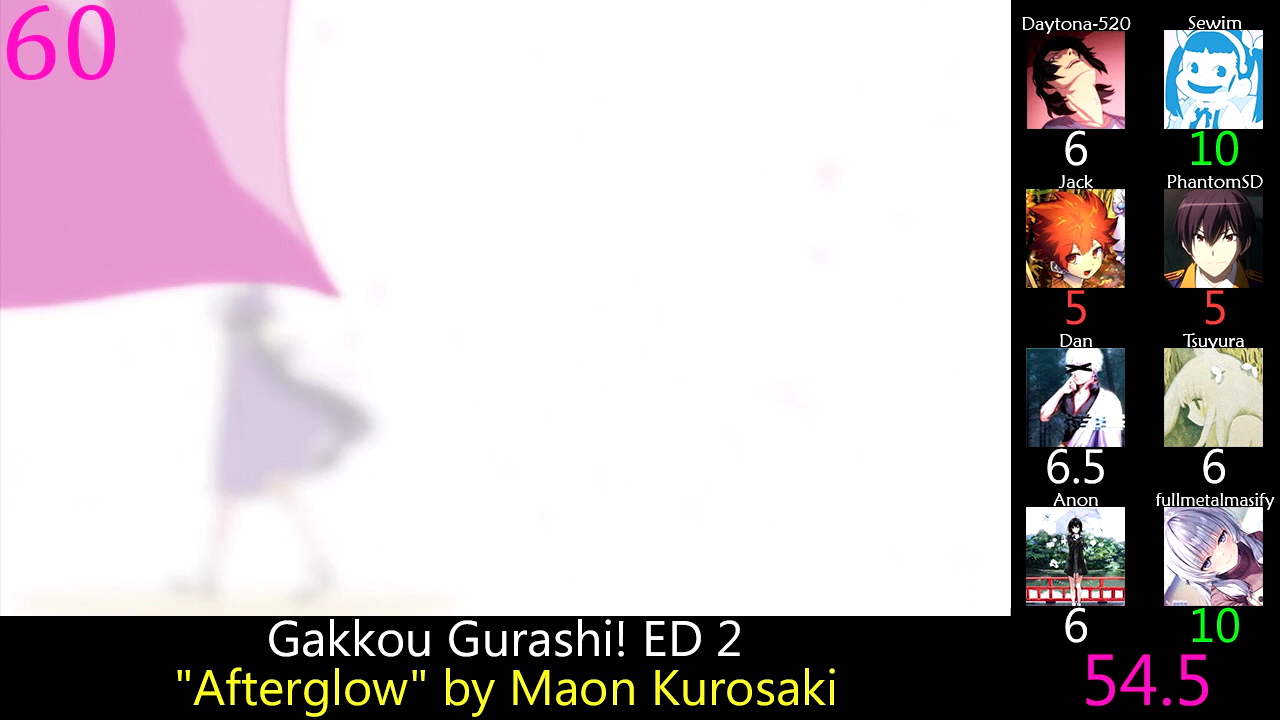 60
Daytona-520
Sewim
6
10
Jack
PhantomSD
5
5
Dan
Tsuyura
6.5
6
Anon
fullmetalmasify
6
10
Gakkou Gurashi! ED 2
"Afterglow" by Maon Kurosaki
54.5